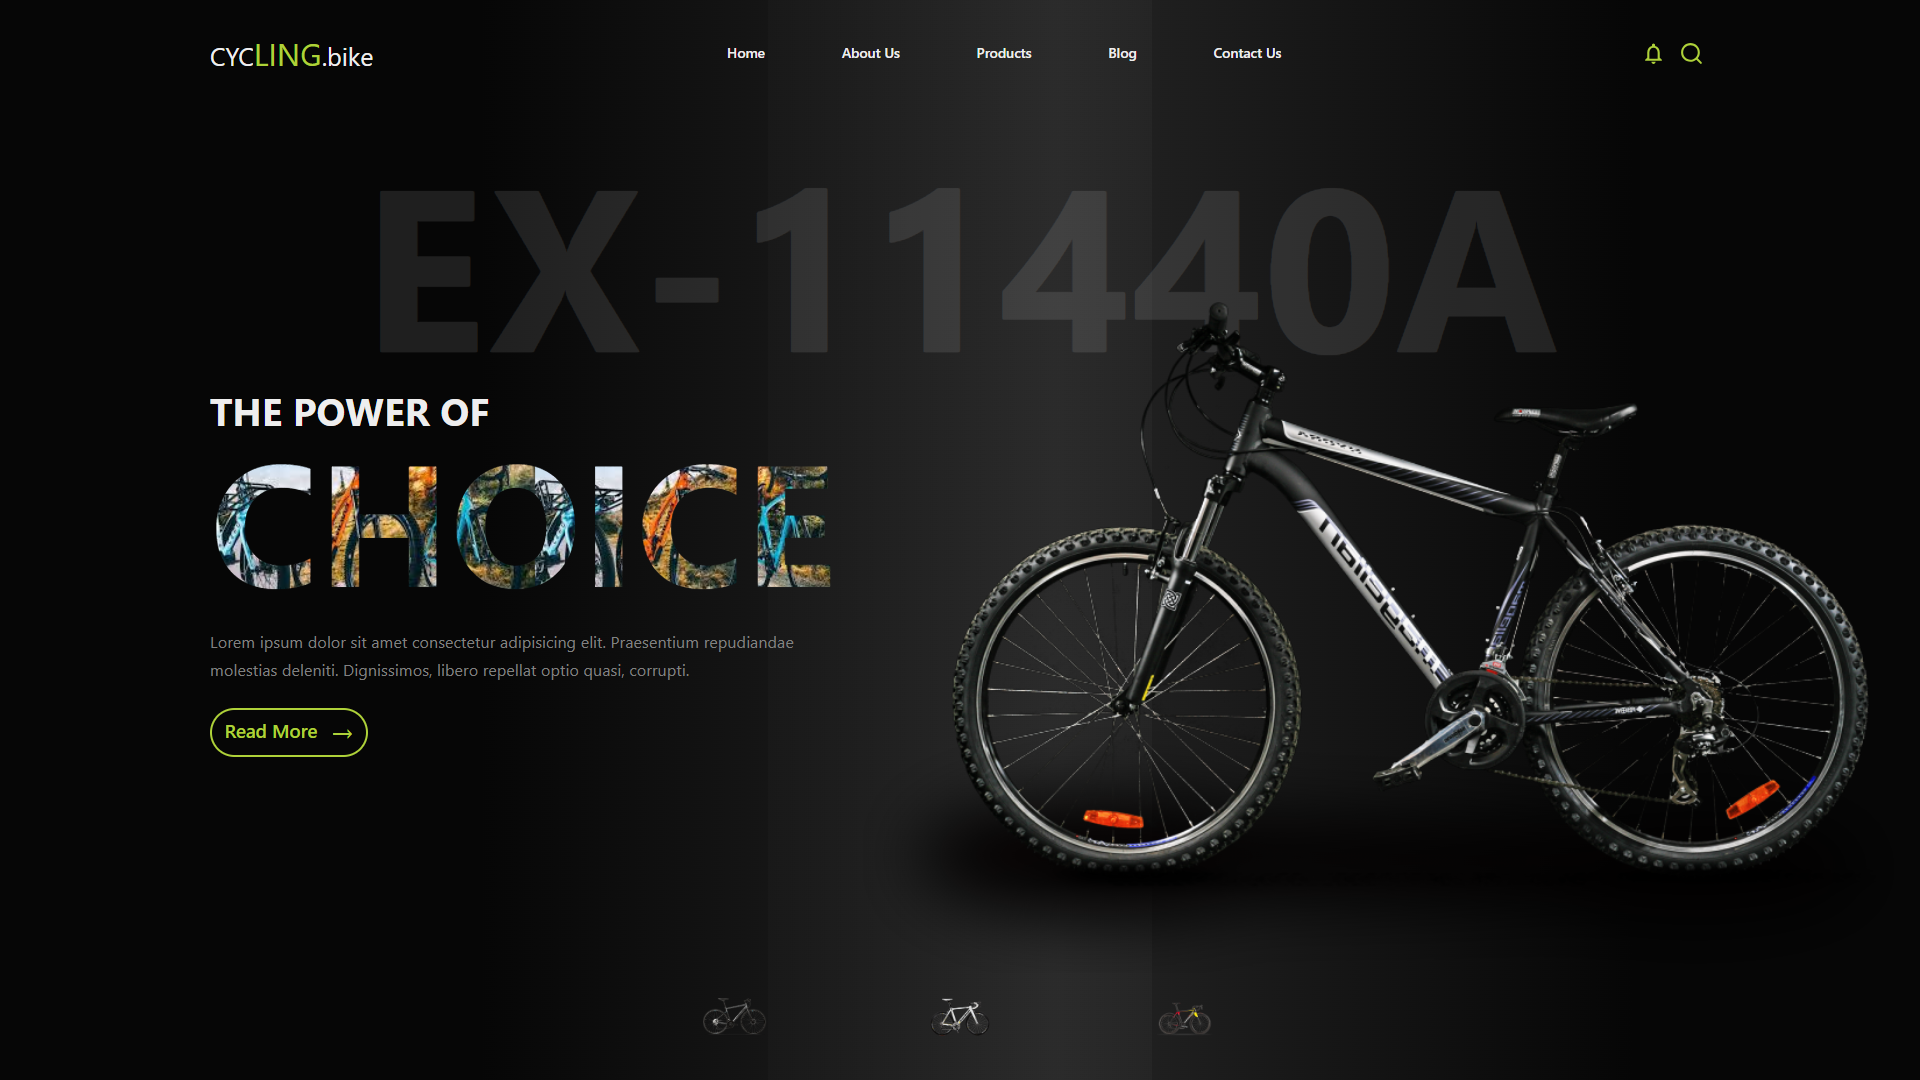 CYCLING.bike
Home
About Us
Products
Blog
Contact Us
EX-11440A
THE POWER OF
CHOICE
Lorem ipsum dolor sit amet consectetur adipisicing elit. Praesentium repudiandae
molestias deleniti. Dignissimos, libero repellat optio quasi, corrupti.
Read More